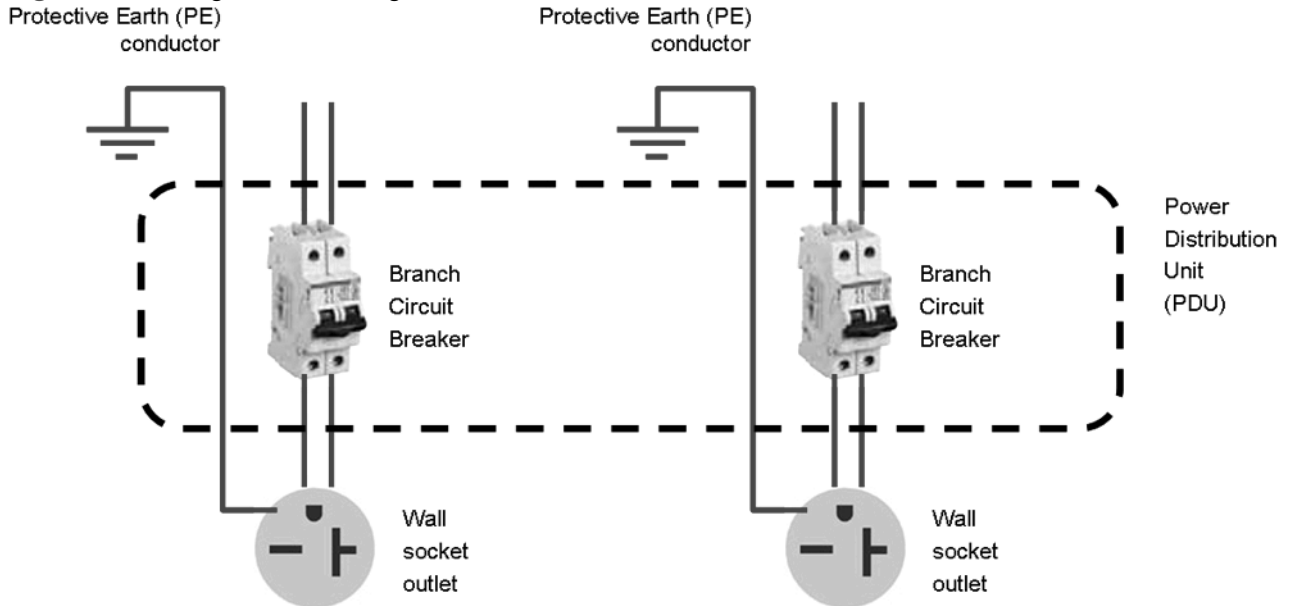 Protective Earth (PE)
conductor
Protective Earth (PE)
conductor
Branch
Circuit
Breaker
Branch
Circuit
Breaker
Power
Distribution
Unit
(PDU)
Wall
socket
outlet
Wall
socket
outlet